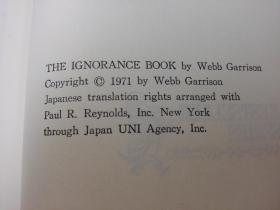 THE IGNORANCE BOOK by Webb Garrison
Copyright © 1971 by Webb Garrison
Japanese translation rights arranged with
Paul R. Reynolds, Inc. New York
through Japan UNI Agency, Inc.